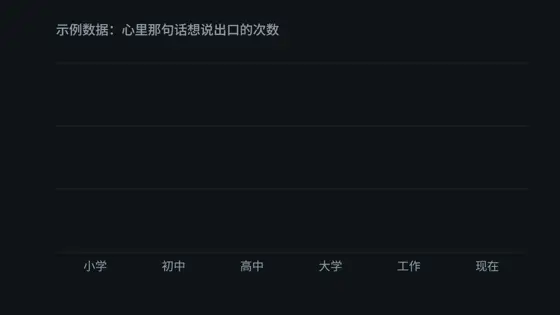 示例数据：心里那句话想说出口的次数
小学 初中 高中 大学 工作 现在